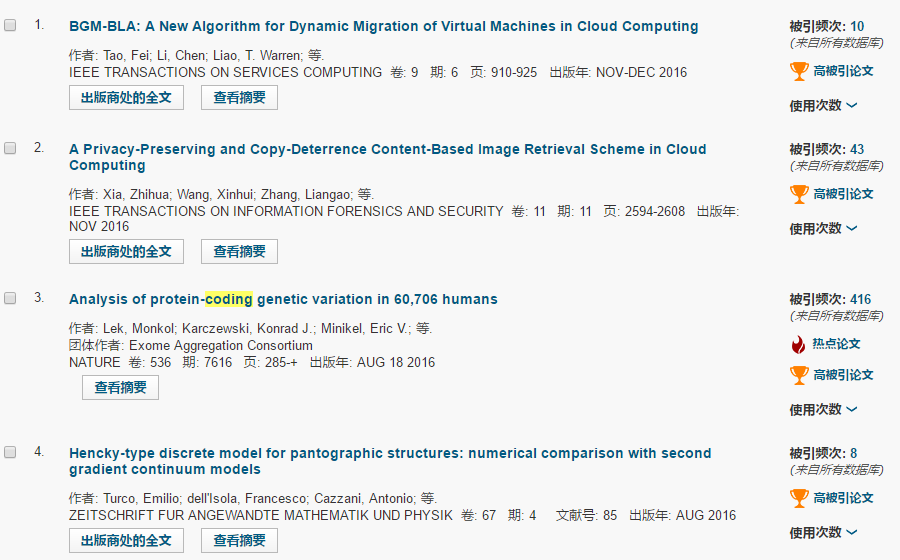 1. BGM-BLA: A New Algorithm for Dynamic Migration of Virtual Machines in Cloud Computing
作者: Tao, Fei; Li, Chen; Liao, T. Warren; 等.
IEEE TRANSACTIONS ON SERVICES COMPUTING 卷: 9 期: 6 页: 910-925 出版年: NOV-DEC 2016
出版商处的全文 查看摘要
被引频次: 10
(来自所有数据库)
高被引论文
使用次数
2. A Privacy-Preserving and Copy-Deterrence Content-Based Image Retrieval Scheme in Cloud
Computing
作者: Xia, Zhihua; Wang, Xinhui; Zhang, Liangao; 等.
IEEE TRANSACTIONS ON INFORMATION FORENSICS AND SECURITY 卷: 11 期: 11 页: 2594-2608 出版年:
NOV 2016
出版商处的全文 查看摘要
被引频次: 43
(来自所有数据库)
高被引论文
使用次数
3. Analysis of protein-coding genetic variation in 60,706 humans
作者: Lek, Monkol; Karczewski, Konrad J.; Minikel, Eric V.; 等.
团体作者: Exome Aggregation Consortium
NATURE 卷: 536 期: 7616 页: 285-+ 出版年: AUG 18 2016
查看摘要
被引频次: 416
(来自所有数据库)
热点论文
高被引论文
使用次数
4. Hencky-type discrete model for pantographic structures: numerical comparison with second
gradient continuum models
作者: Turco, Emilio; dell'Isola, Francesco; Cazzani, Antonio; 等.
ZEITSCHRIFT FUR ANGEWANDTE MATHEMATIK UND PHYSIK 卷: 67 期: 4 文献号: 85 出版年: AUG 2016
出版商处的全文 查看摘要
被引频次: 8
(来自所有数据库)
高被引论文
使用次数